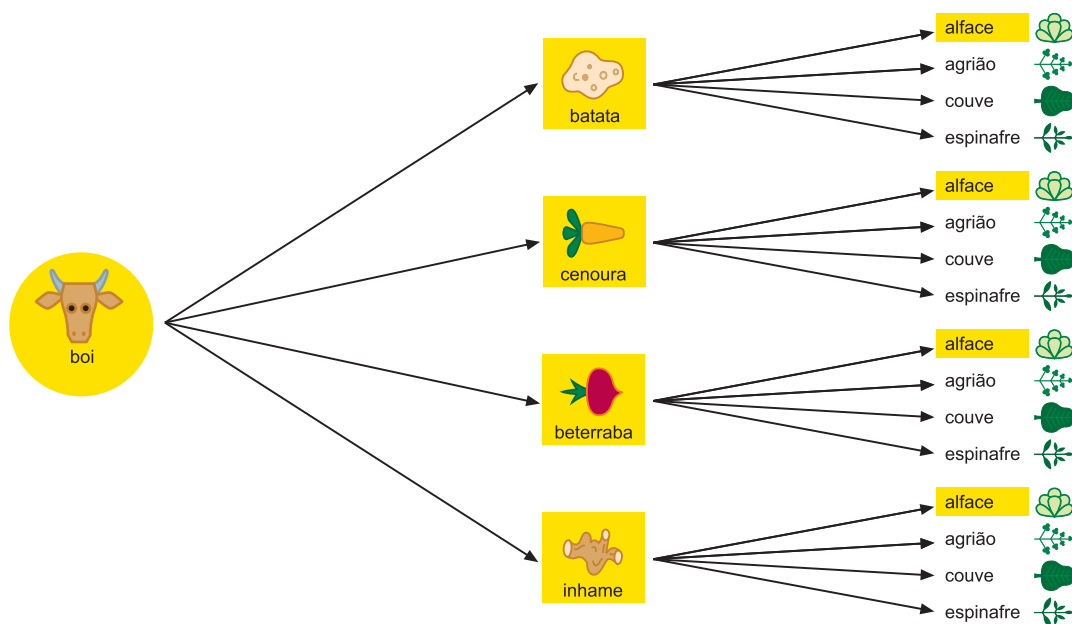 boi
batata
alface
agrião
couve
espinafre
cenoura
alface
agrião
couve
espinafre
beterraba
alface
agrião
couve
espinafre
inhame
alface
agrião
couve
espinafre